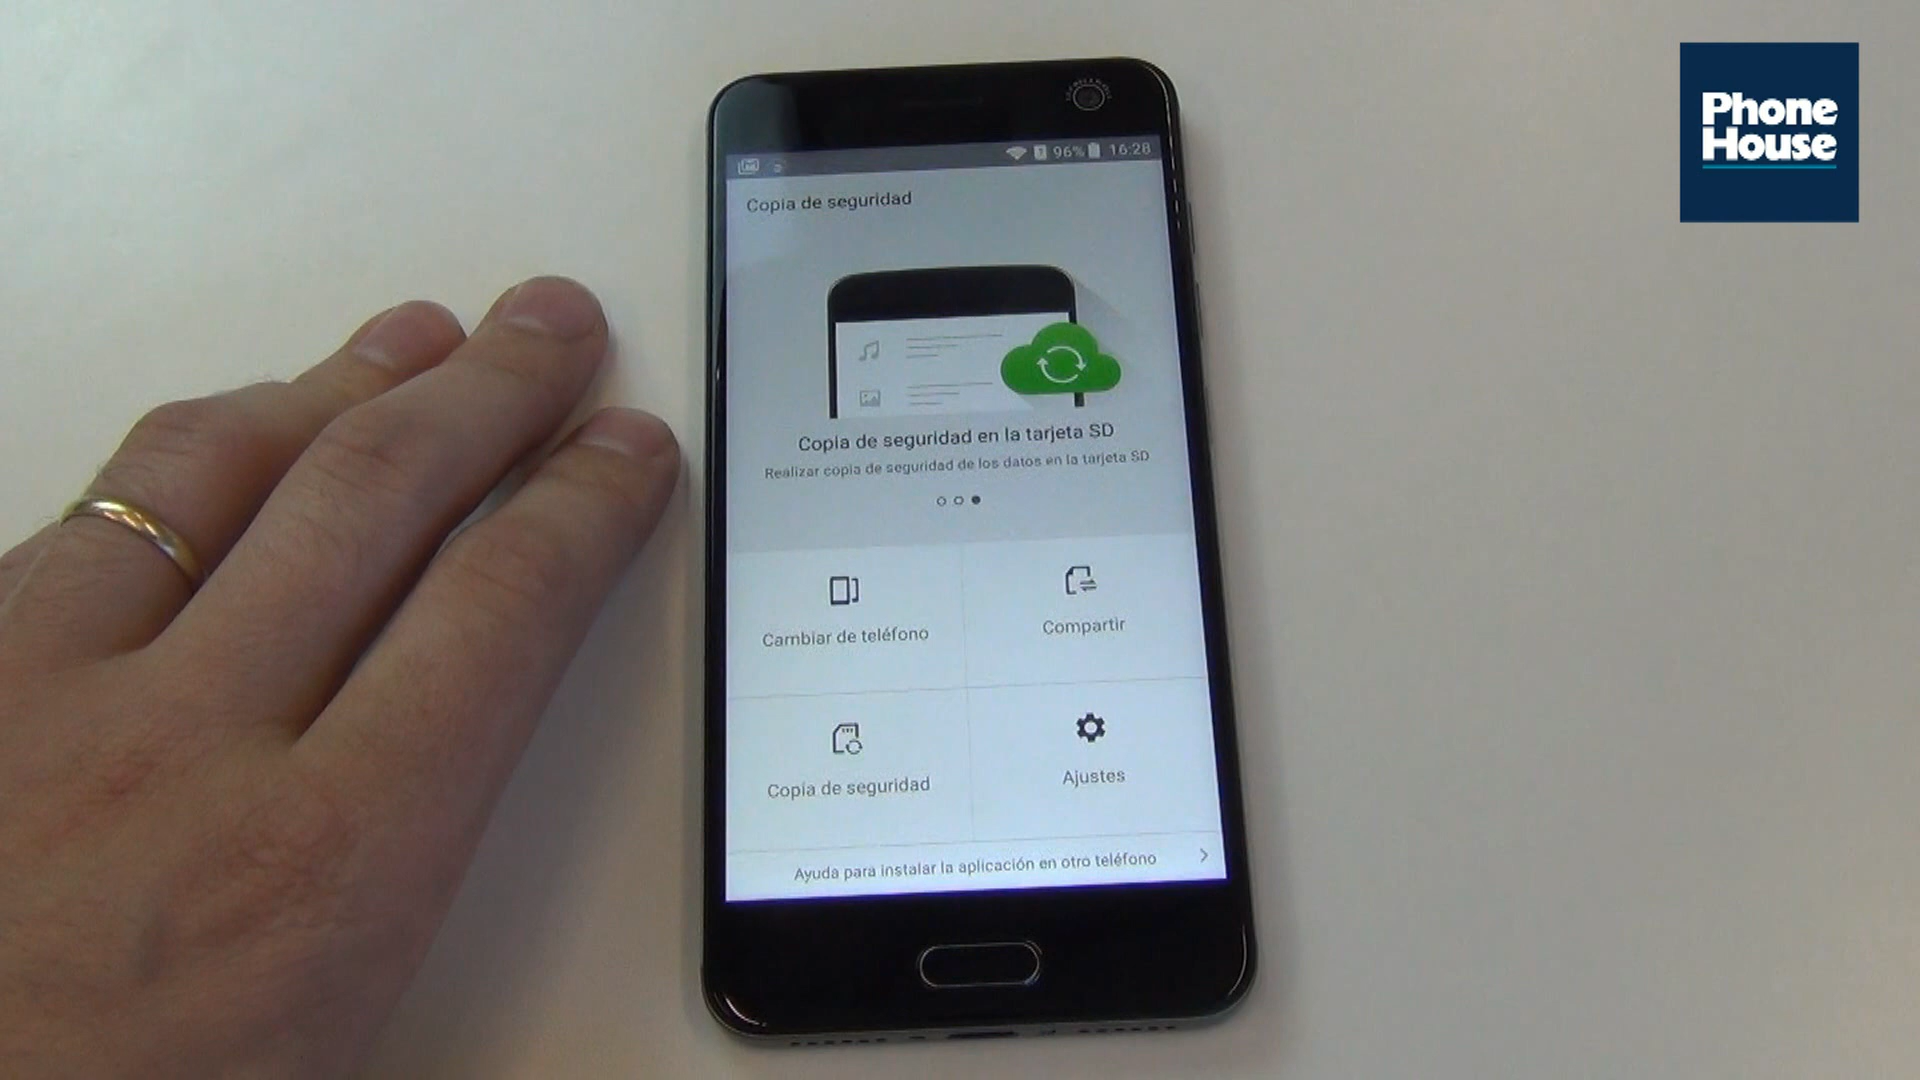 Phone
House
96% 16:28
Copia de seguridad
Copia de seguridad en la tarjeta SD
Realizar copia de seguridad de los datos en la tarjeta SD
Cambiar de teléfono
Compartir
Copia de seguridad
Ajustes
Ayuda para instalar la aplicación en otro teléfono